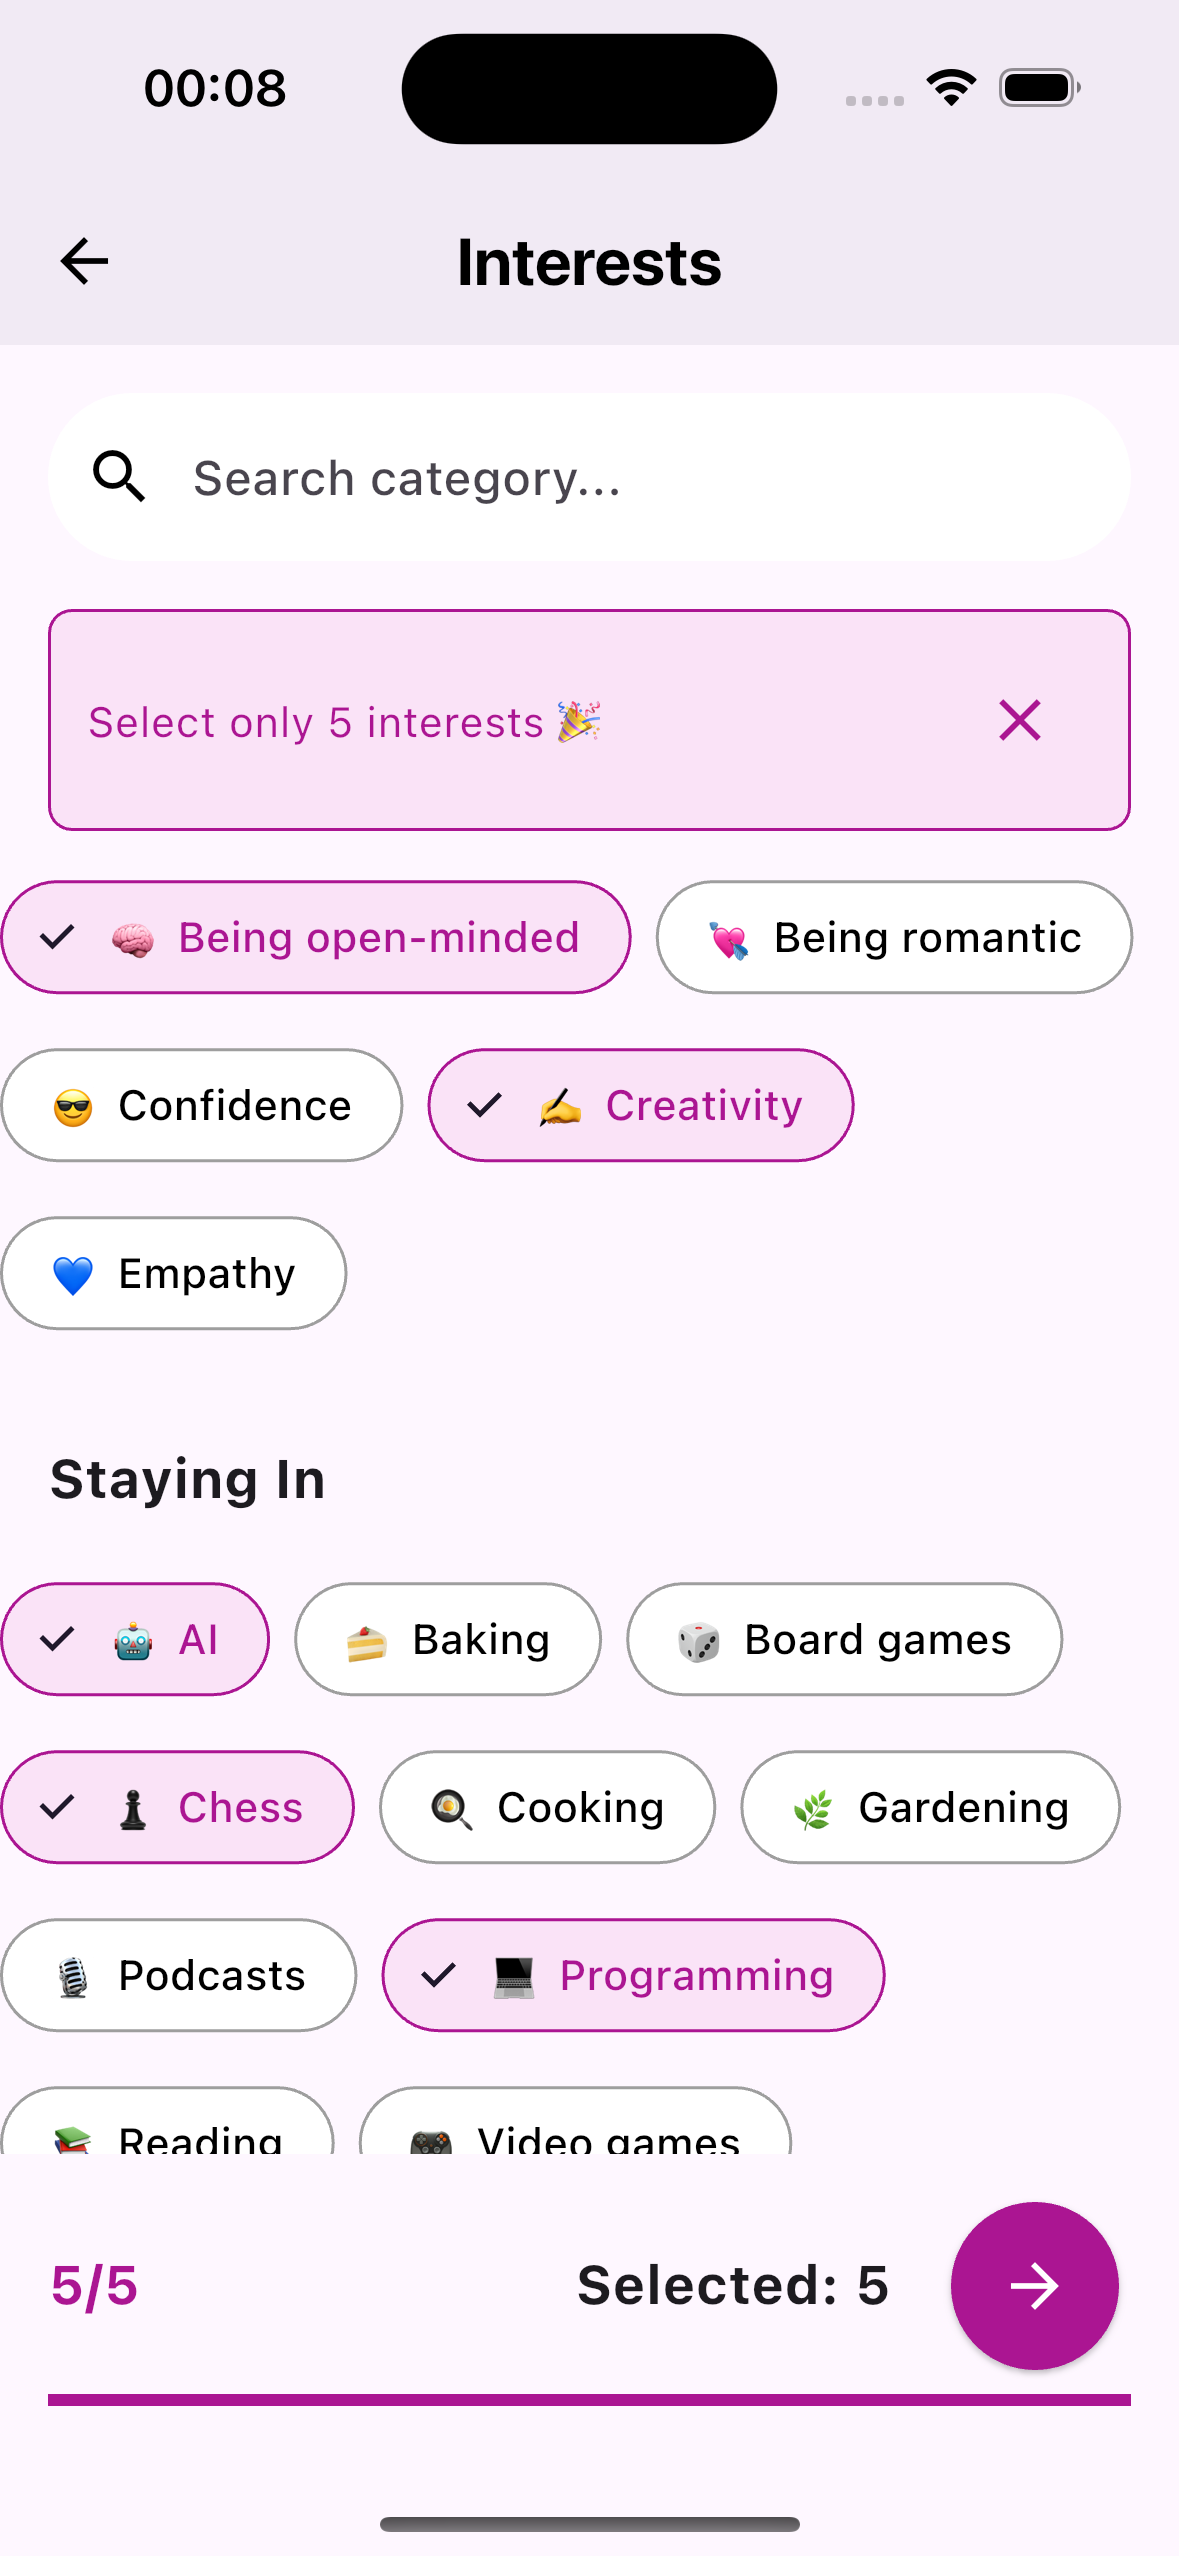 00:08
Interests
Search category...
Select only 5 interests 🎉
🧠 Being open-minded 💘 Being romantic
😎 Confidence ✍️ Creativity
💙 Empathy
Staying In
🤖 AI 🍰 Baking 🎲 Board games
♟️ Chess 🍳 Cooking 🌿 Gardening
🎙️ Podcasts 💻 Programming
📚 Reading 🎮 Video games
5/5 Selected: 5